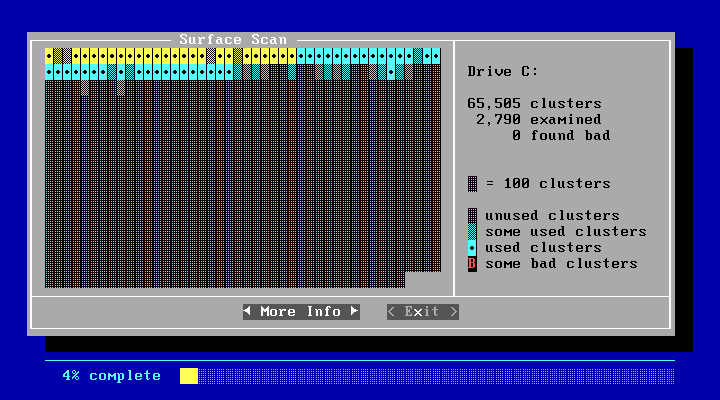 Surface Scan
Drive C:
65,505 clusters
2,790 examined
0 found bad
= 100 clusters
unused clusters
some used clusters
used clusters
B some bad clusters
◄ More Info ► < Exit >
4% complete